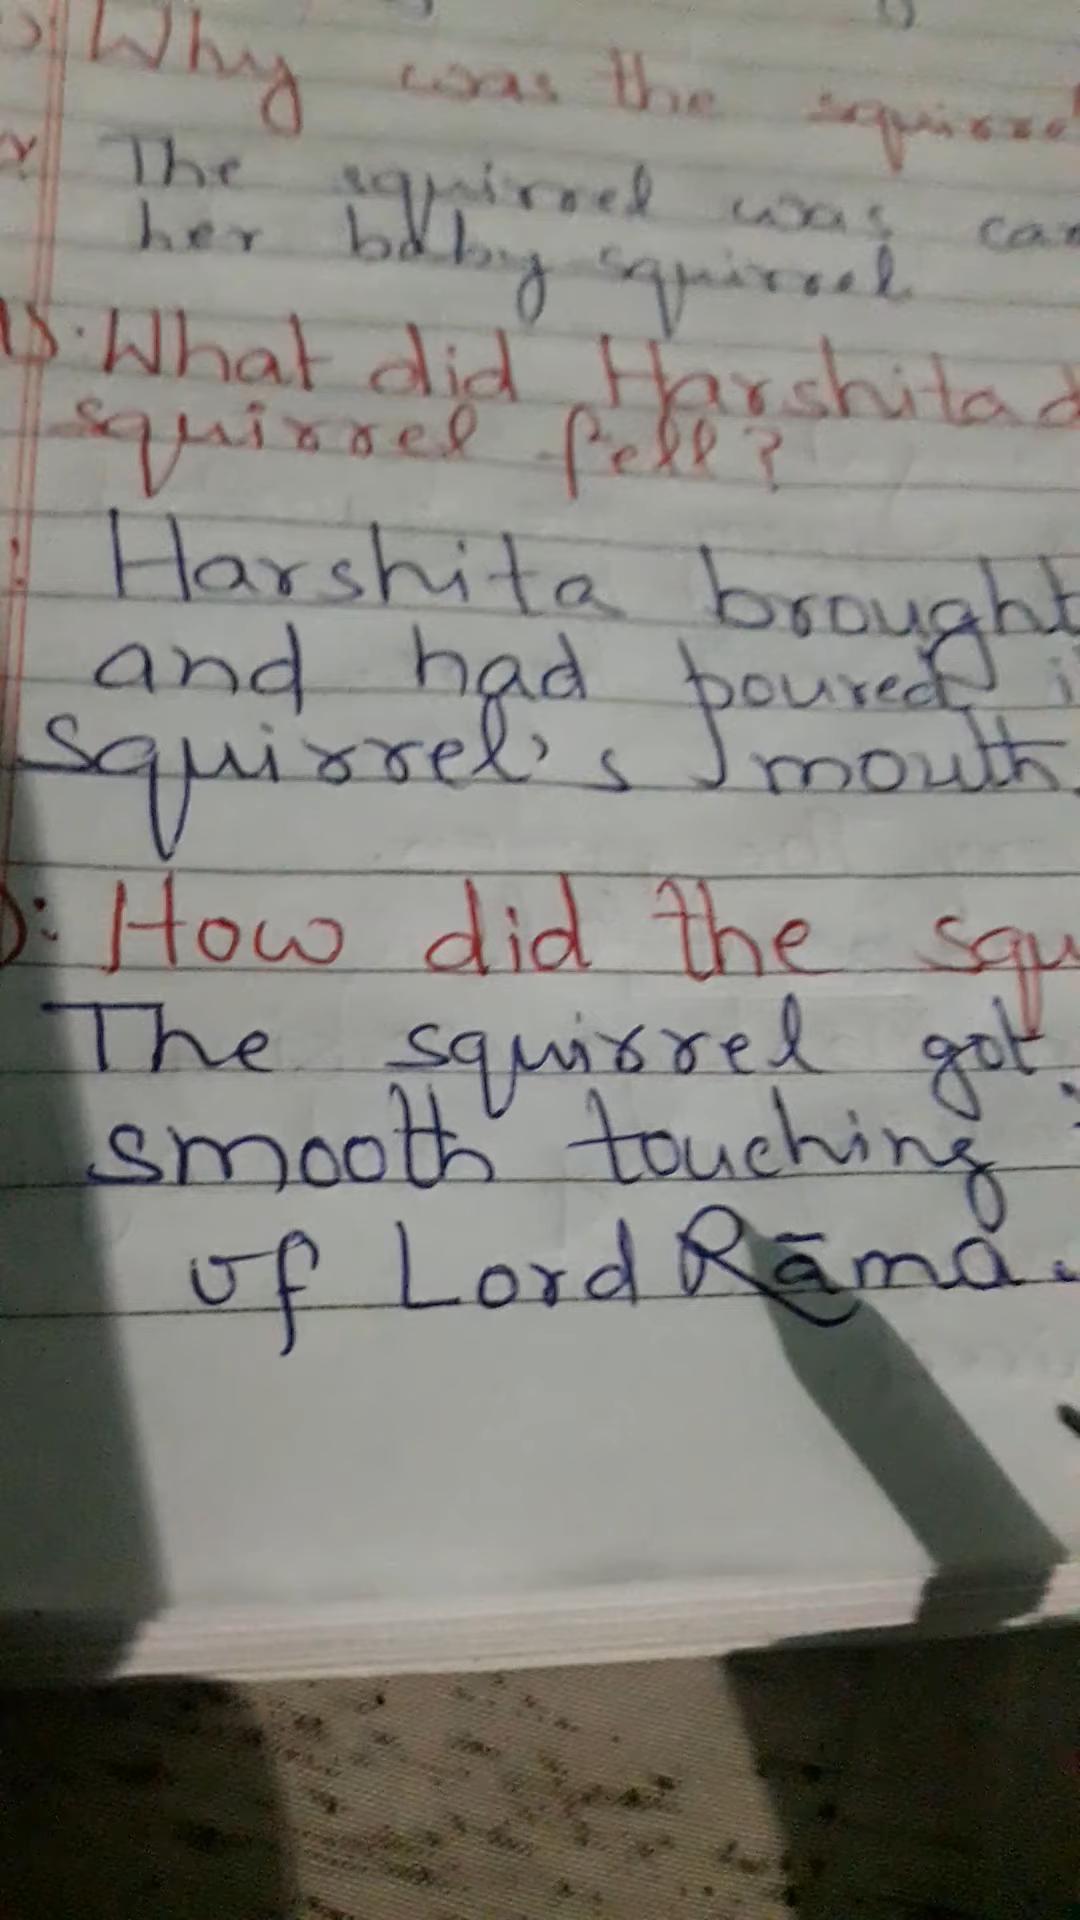 Why was the
The squirrel was
her baby squirrel
What did Harshita
squirrel fell?
Harshita brought
and had poured
squirrel's mouth.
How did the
The squirrel got
smooth touching
of Lord Rāma.